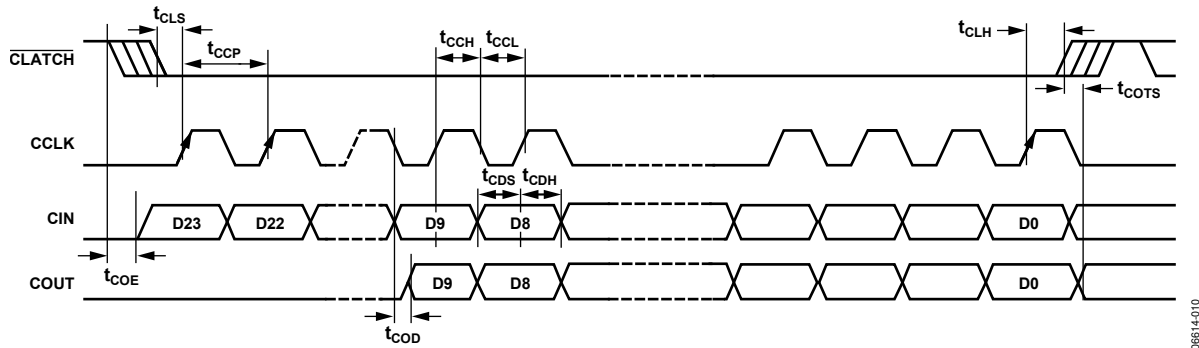 tCLS
tCCP
tCCH
tCCL
tCLH
CLATCH
tCOTS
CCLK
tCDS
tCDH
CIN
D23
D22
D9
D8
D0
tCOE
COUT
D9
D8
D0
tCOD
06614-010